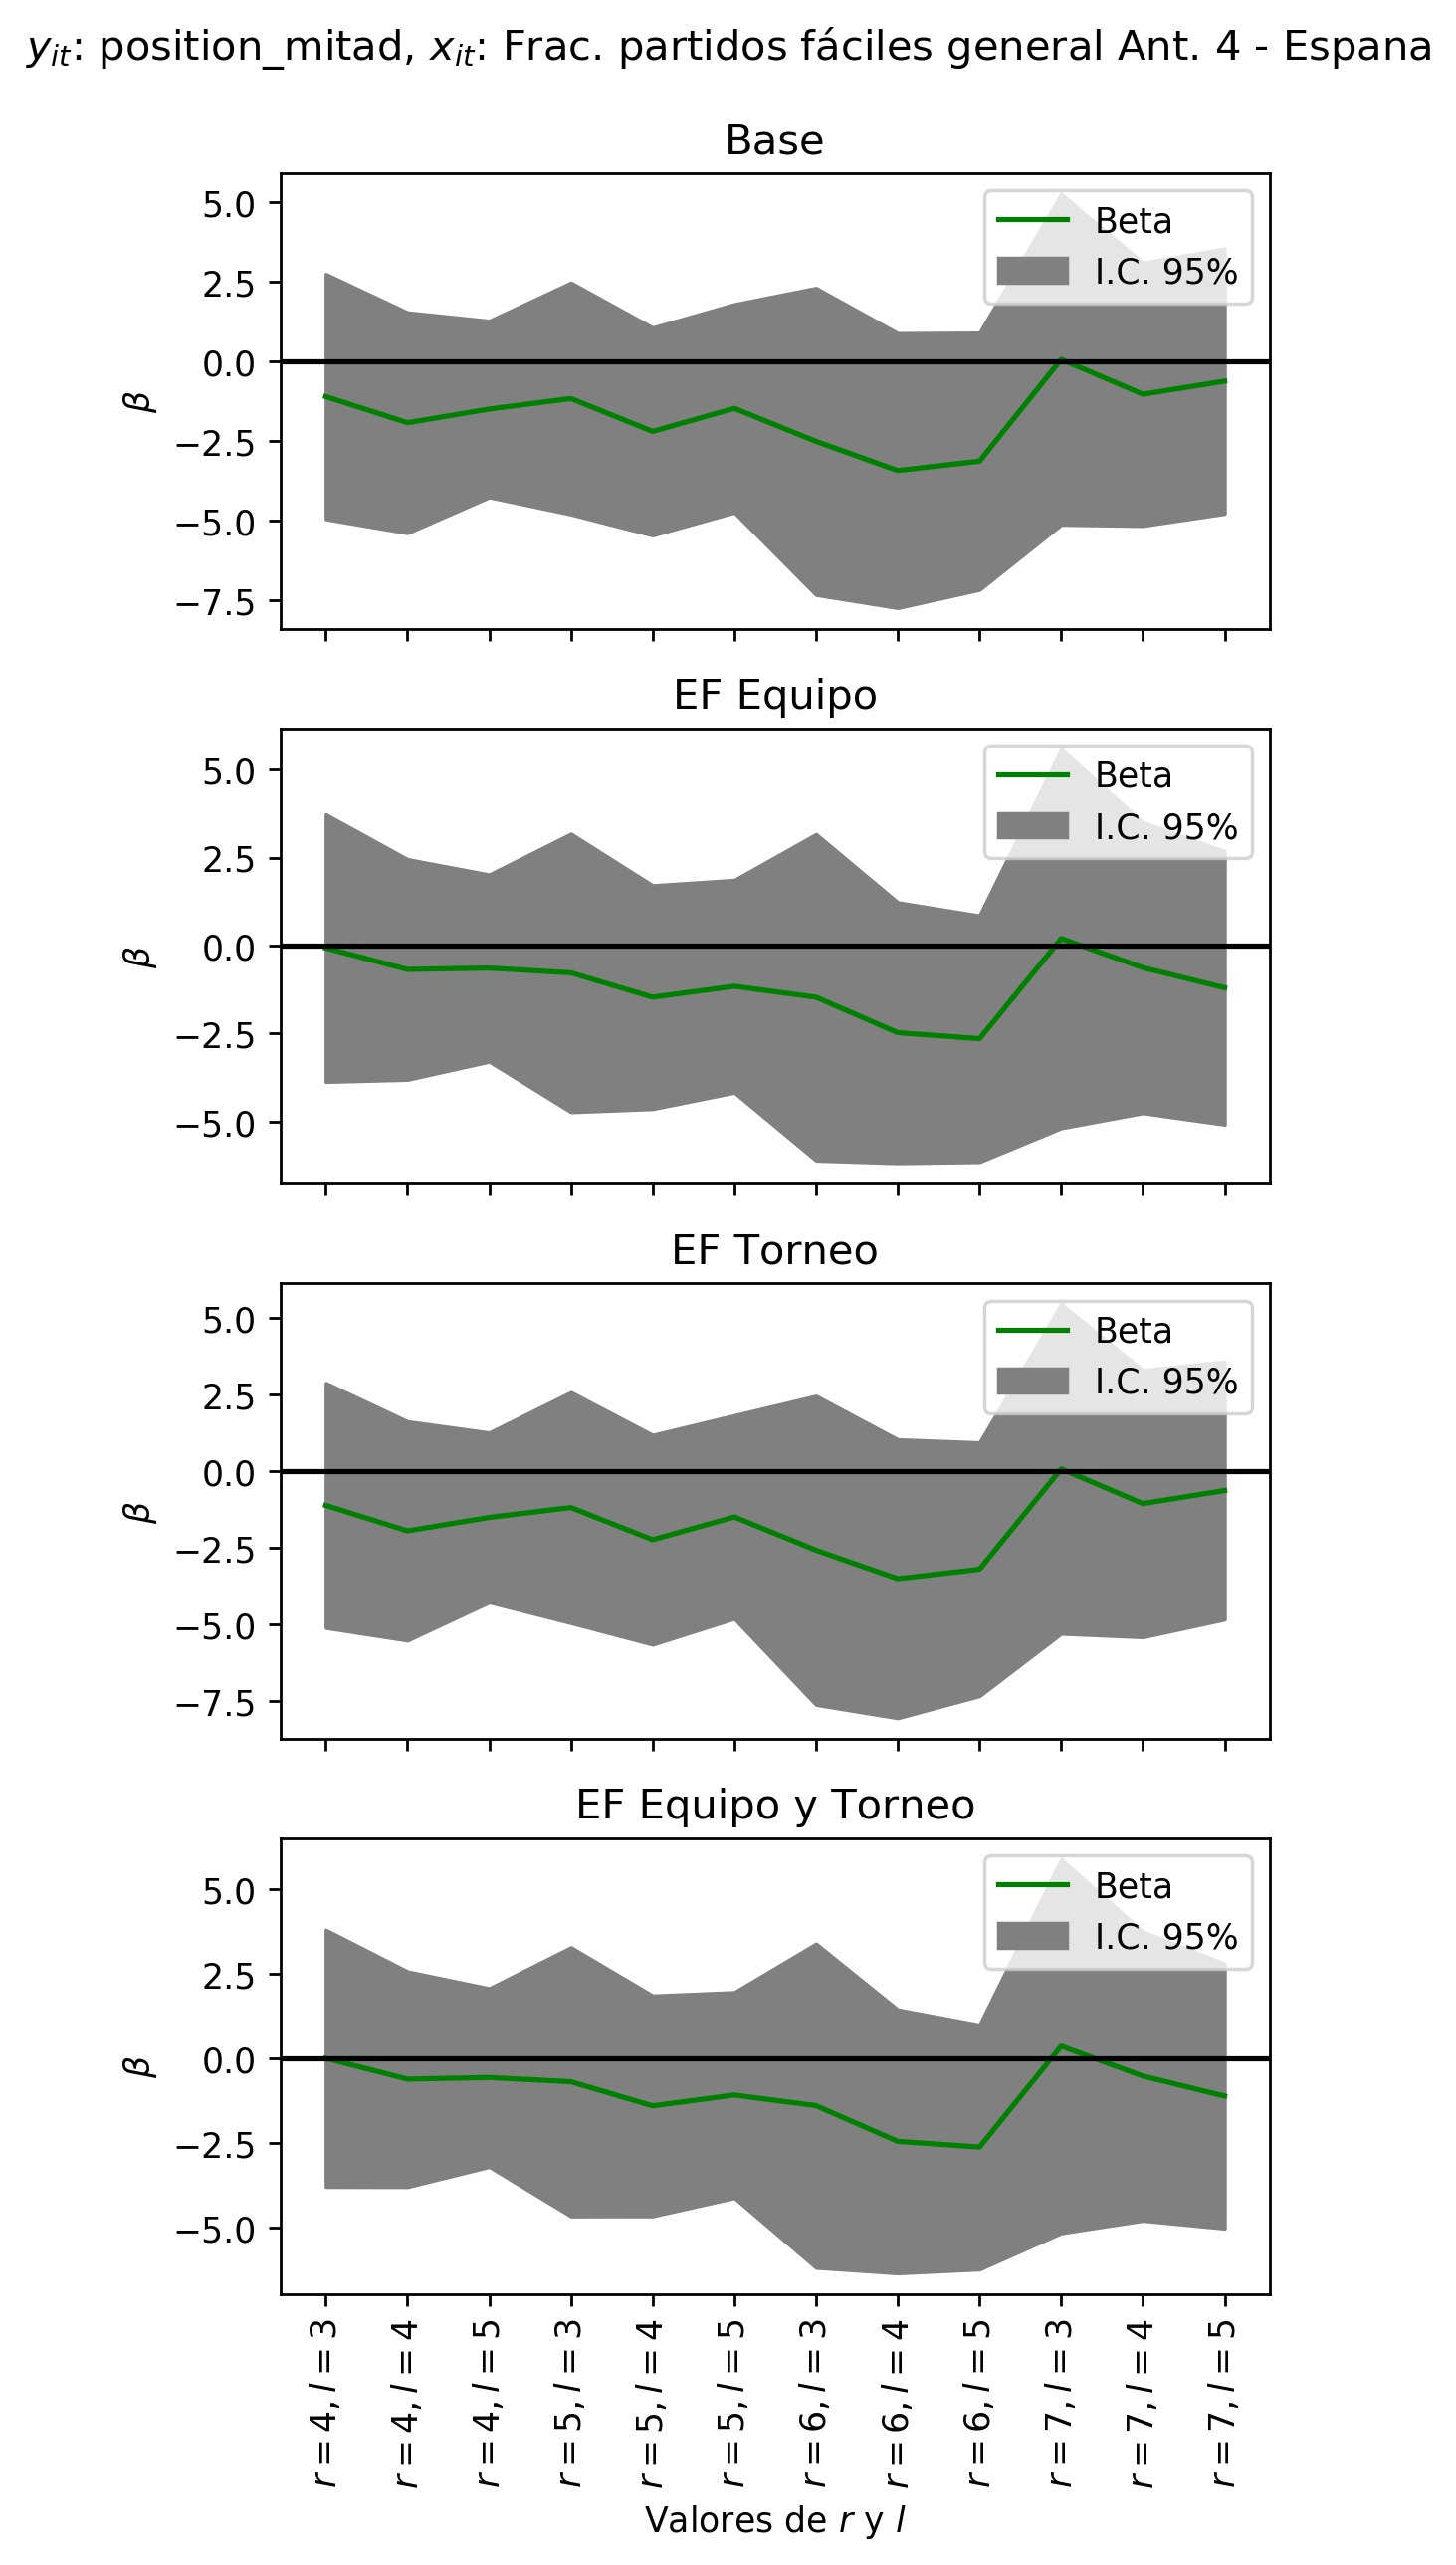 y_{it}: position_mitad, x_{it}: Frac. partidos fáciles general Ant. 4 - Espana
Base
5.0
2.5
0.0
−2.5
−5.0
−7.5
β
Beta
I.C. 95%
EF Equipo
5.0
2.5
0.0
−2.5
−5.0
β
Beta
I.C. 95%
EF Torneo
5.0
2.5
0.0
−2.5
−5.0
−7.5
β
Beta
I.C. 95%
EF Equipo y Torneo
5.0
2.5
0.0
−2.5
−5.0
β
Beta
I.C. 95%
r = 4, l = 3
r = 4, l = 4
r = 4, l = 5
r = 5, l = 3
r = 5, l = 4
r = 5, l = 5
r = 6, l = 3
r = 6, l = 4
r = 6, l = 5
r = 7, l = 3
r = 7, l = 4
r = 7, l = 5
Valores de r y l